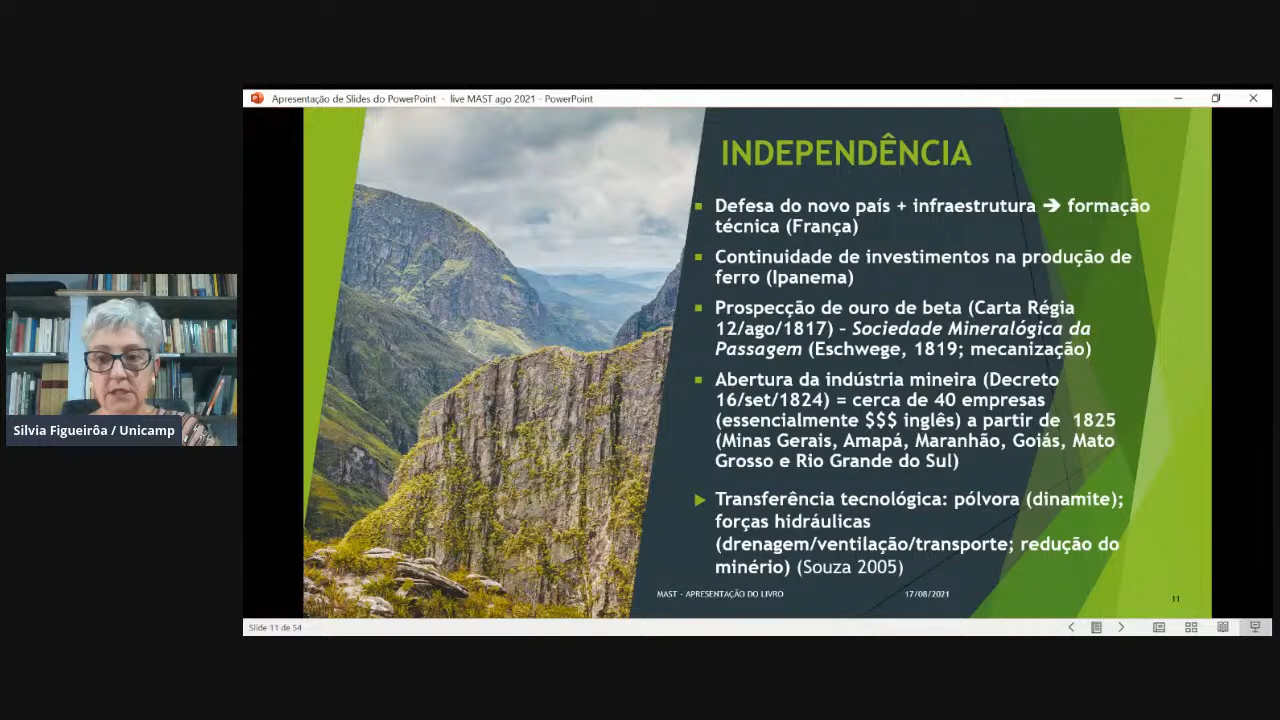 Apresentação de Slides do PowerPoint - live MAST ago 2021 - PowerPoint
INDEPENDÊNCIA
Defesa do novo país + infraestrutura ➔ formação
técnica (França)
Continuidade de investimentos na produção de
ferro (Ipanema)
Prospecção de ouro de beta (Carta Régia
12/ago/1817) – Sociedade Mineralógica da
Passagem (Eschwege, 1819; mecanização)
Abertura da indústria mineira (Decreto
16/set/1824) = cerca de 40 empresas
(essencialmente $$$ inglês) a partir de 1825
(Minas Gerais, Amapá, Maranhão, Goiás, Mato
Grosso e Rio Grande do Sul)
Transferência tecnológica: pólvora (dinamite);
forças hidráulicas
(drenagem/ventilação/transporte; redução do
minério) (Souza 2005)
MAST - APRESENTAÇÃO DO LIVRO 17/08/2021 11
Slide 11 de 54
Silvia Figueirôa / Unicamp